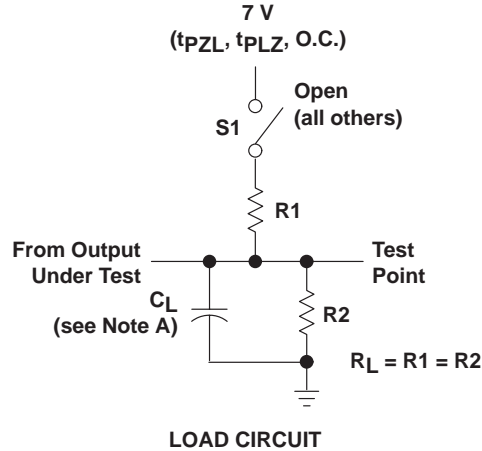 7 V
(tPZL, tPLZ, O.C.)
Open
(all others)
S1
R1
From Output
Under Test
Test
Point
CL
(see Note A)
R2
RL = R1 = R2
LOAD CIRCUIT